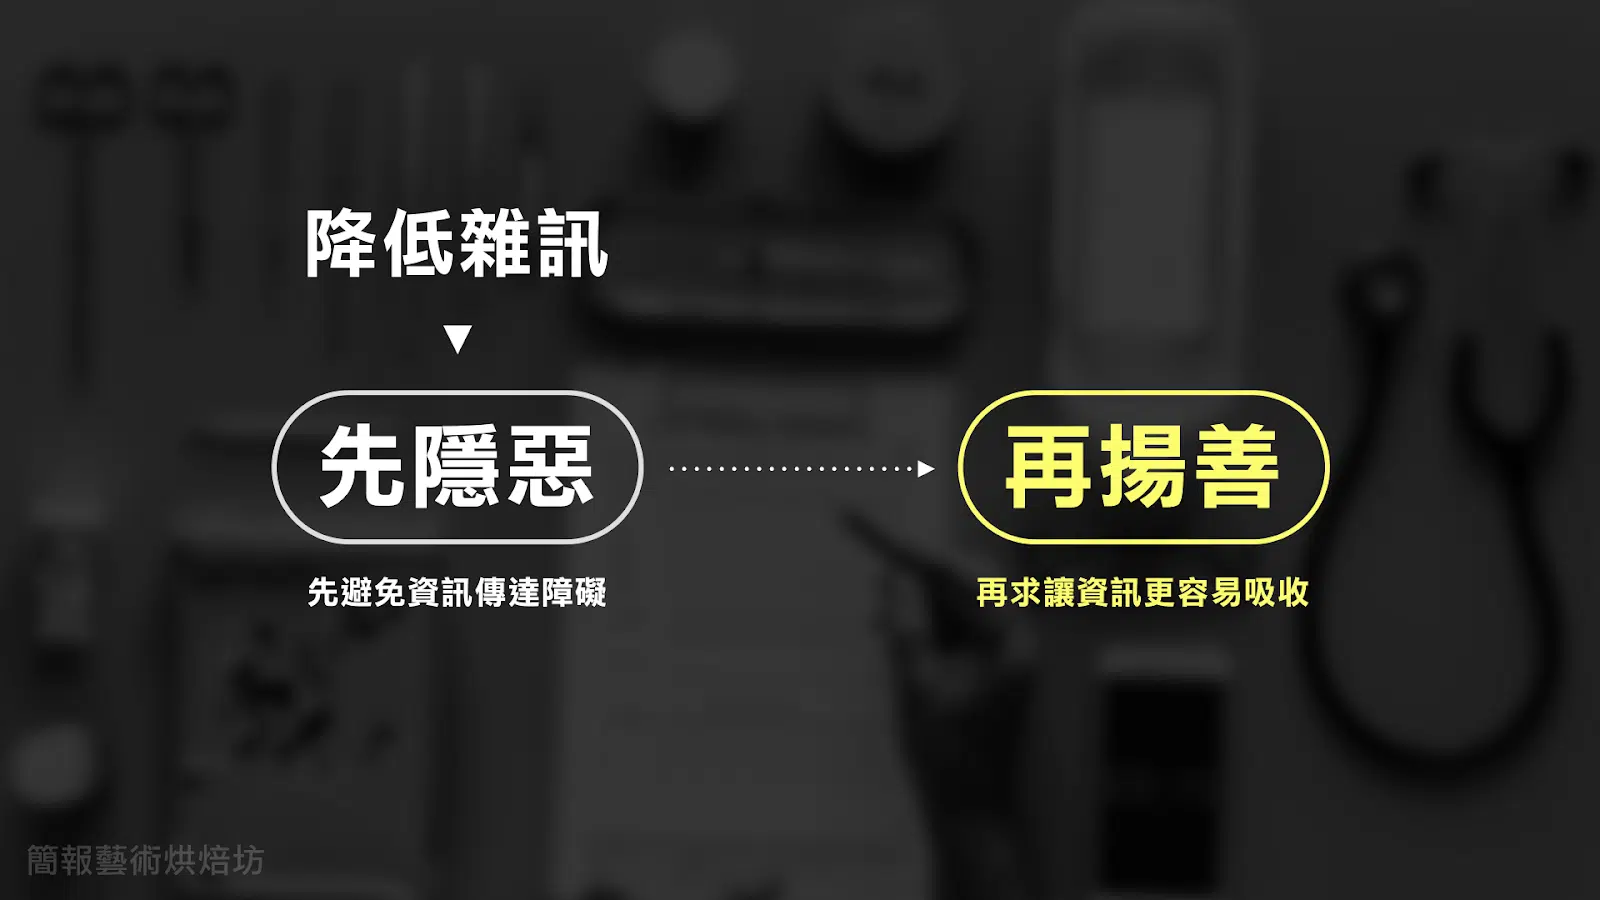 降低雜訊
先隱惡
再揚善
先避免資訊傳達障礙
再求讓資訊更容易吸收
簡報藝術烘焙坊